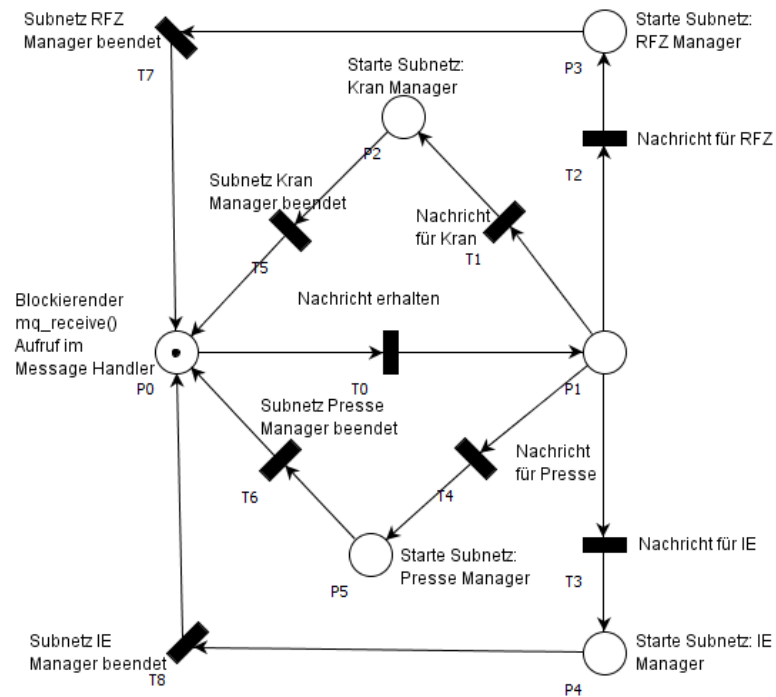 Subnetz RFZ
Manager beendet
T7
Starte Subnetz:
RFZ Manager
P3
Starte Subnetz:
Kran Manager
P2
Nachricht für RFZ
T2
Subnetz Kran
Manager beendet
T5
Nachricht
für Kran
T1
Nachricht erhalten
T0
Blockierender
mq_receive()
Aufruf im
Message Handler
P0
P1
Subnetz Presse
Manager beendet
T6
Nachricht
für Presse
T4
Starte Subnetz:
Presse Manager
P5
Nachricht für IE
T3
Subnetz IE
Manager beendet
T8
Starte Subnetz: IE
Manager
P4